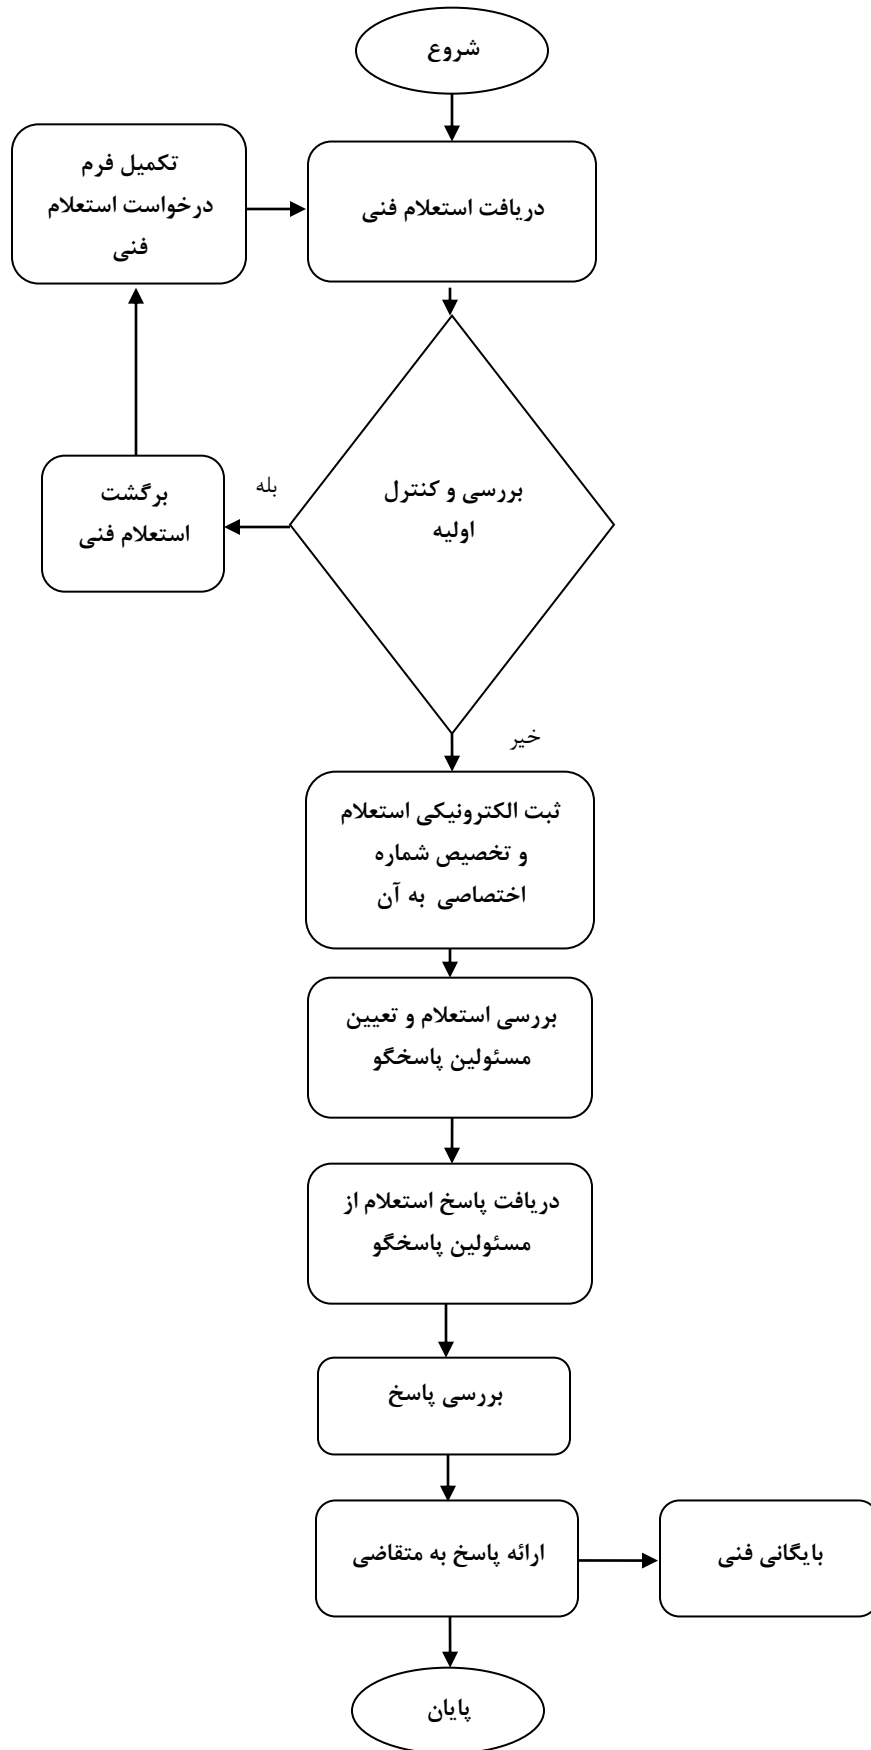 شروع
تکمیل فرم
درخواست استعلام
فنی
دریافت استعلام فنی
بررسی و کنترل
اولیه
بله
برگشت
استعلام فنی
خیر
ثبت الکترونیکی استعلام
و تخصیص شماره
اختصاصی به آن
بررسی استعلام و تعیین
مسئولین پاسخگو
دریافت پاسخ استعلام از
مسئولین پاسخگو
بررسی پاسخ
ارائه پاسخ به متقاضی
بایگانی فنی
پایان